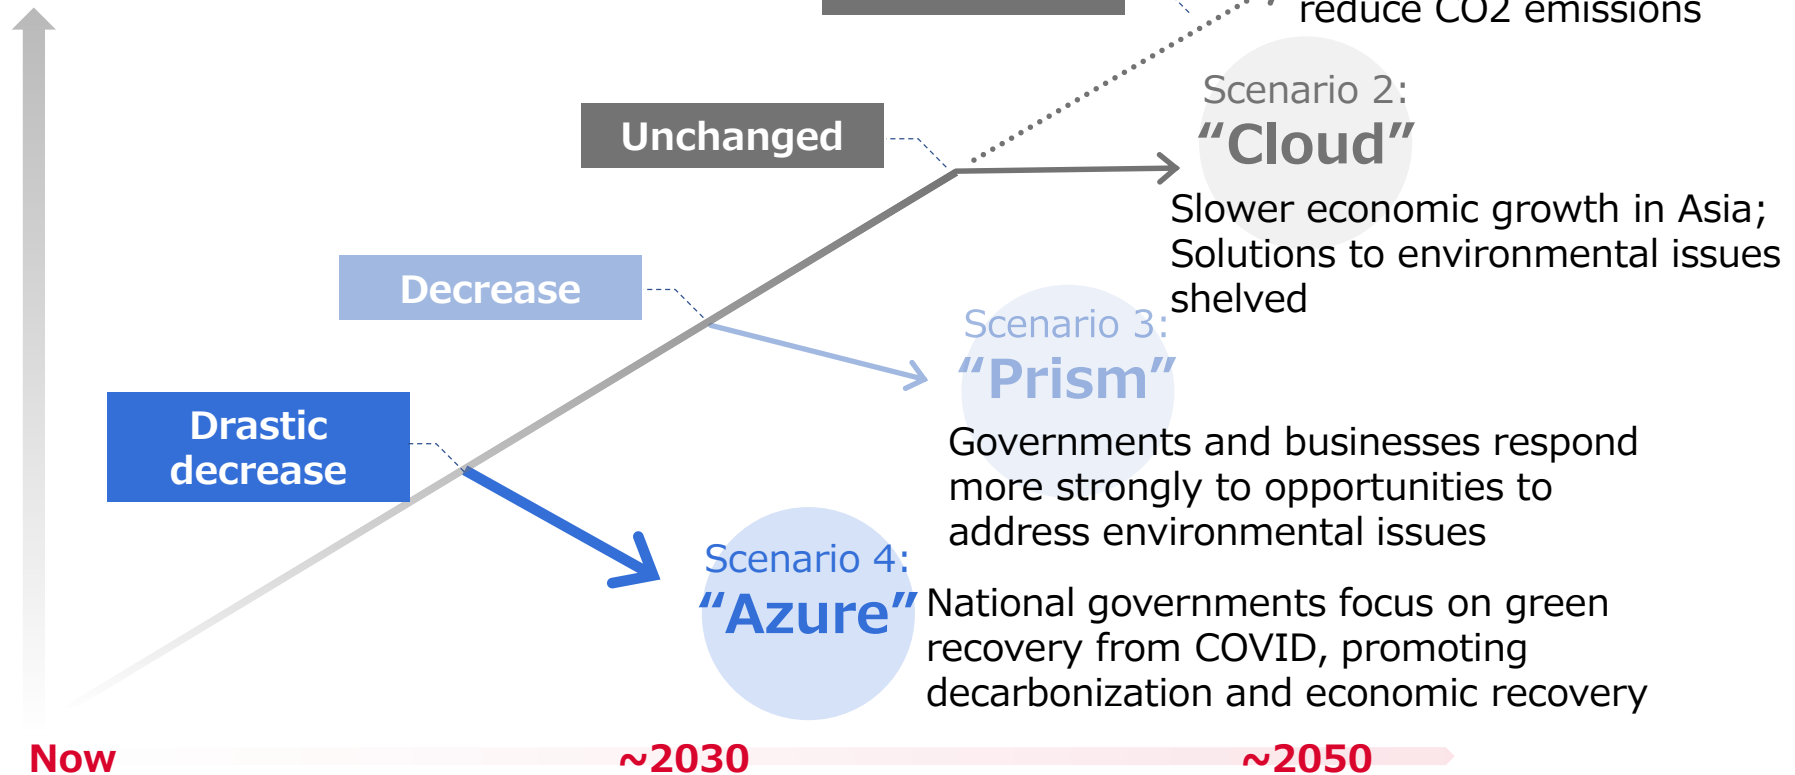 reduce CO2 emissions
Scenario 2:
“Cloud”
Unchanged
Slower economic growth in Asia;
Solutions to environmental issues
shelved
Decrease
Scenario 3:
“Prism”
Drastic
decrease
Governments and businesses respond
more strongly to opportunities to
address environmental issues
Scenario 4:
“Azure”
National governments focus on green
recovery from COVID, promoting
decarbonization and economic recovery
Now
~2030
~2050